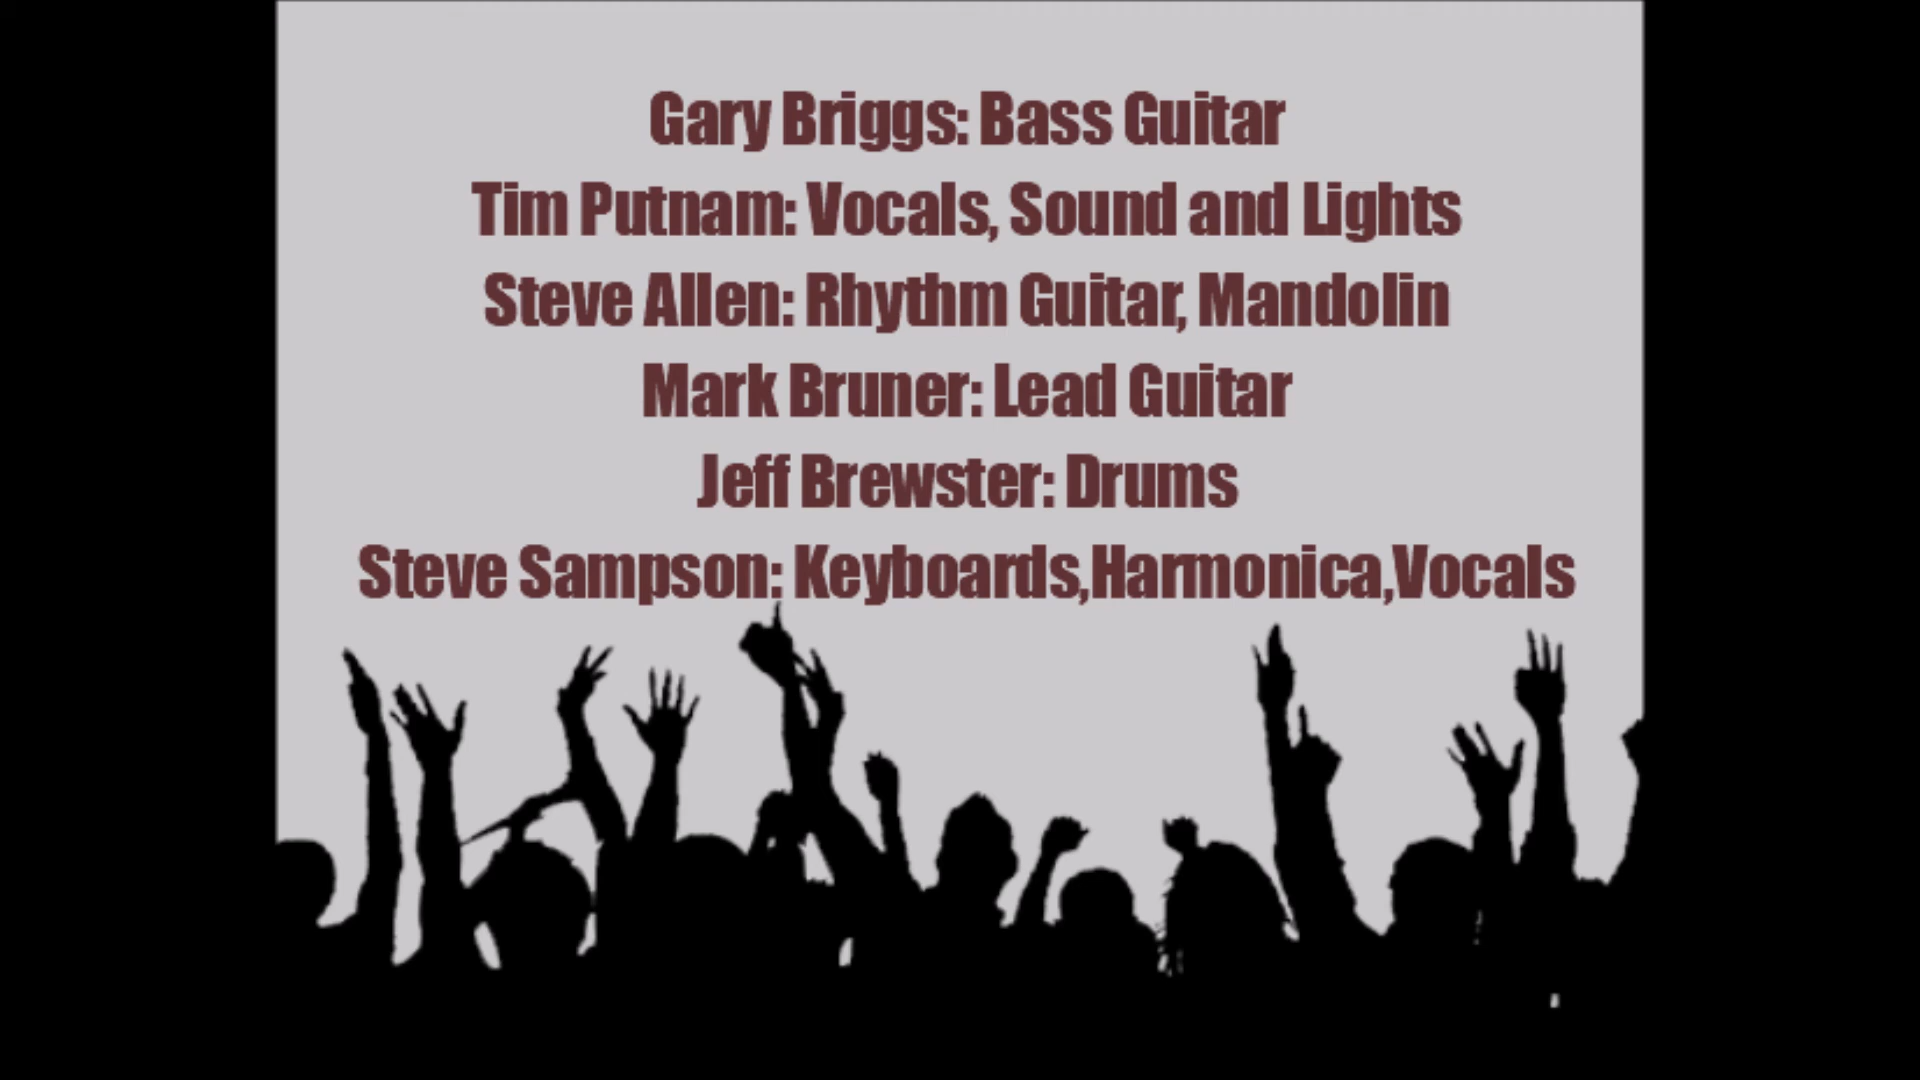 Gary Briggs: Bass Guitar
Tim Putnam: Vocals, Sound and Lights
Steve Allen: Rhythm Guitar, Mandolin
Mark Bruner: Lead Guitar
Jeff Brewster: Drums
Steve Sampson: Keyboards,Harmonica,Vocals